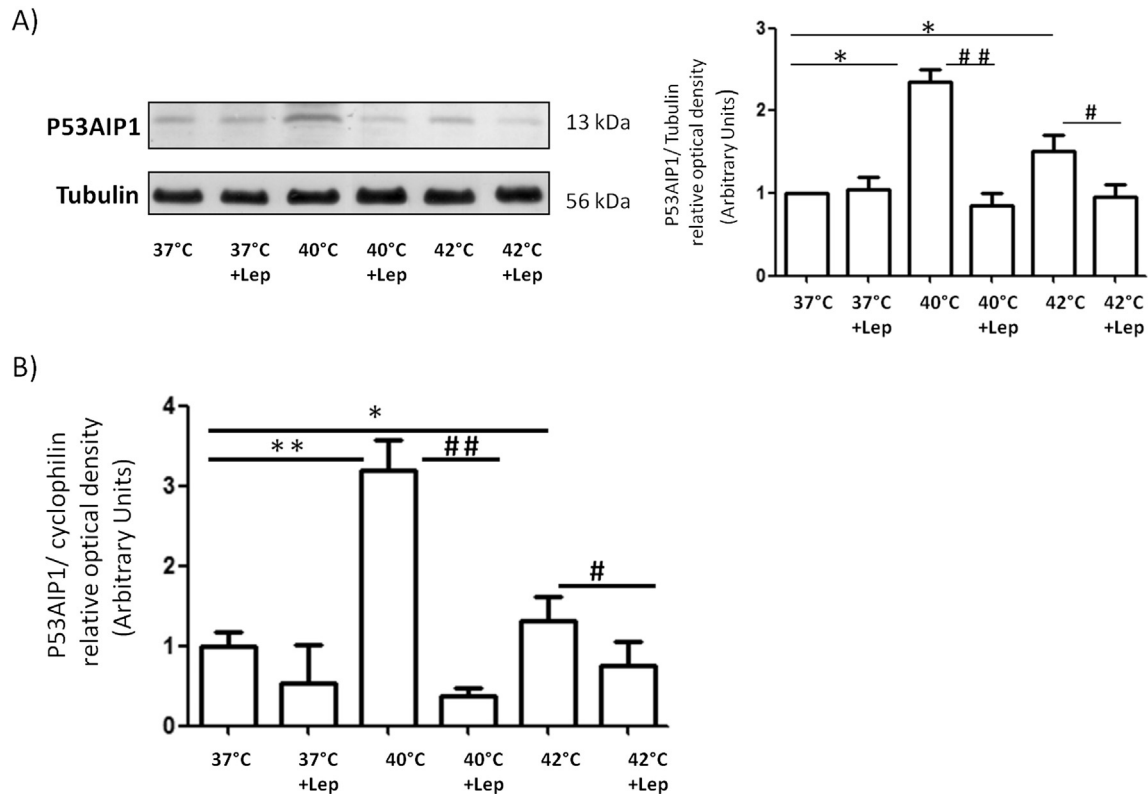 A)
P53AIP1
13 kDa
Tubulin
56 kDa
37°C 37°C 40°C 40°C 42°C 42°C
+Lep +Lep +Lep
P53AIP1/ Tubulin
relative optical density
(Arbitrary Units)
3
2
1
0
*
*
# #
#
37°C 37°C 40°C 40°C 42°C 42°C
+Lep +Lep +Lep
B)
P53AIP1/ cyclophilin
relative optical density
(Arbitrary Units)
4
3
2
1
0
*
* *
##
#
37°C 37°C 40°C 40°C 42°C 42°C
+Lep +Lep +Lep